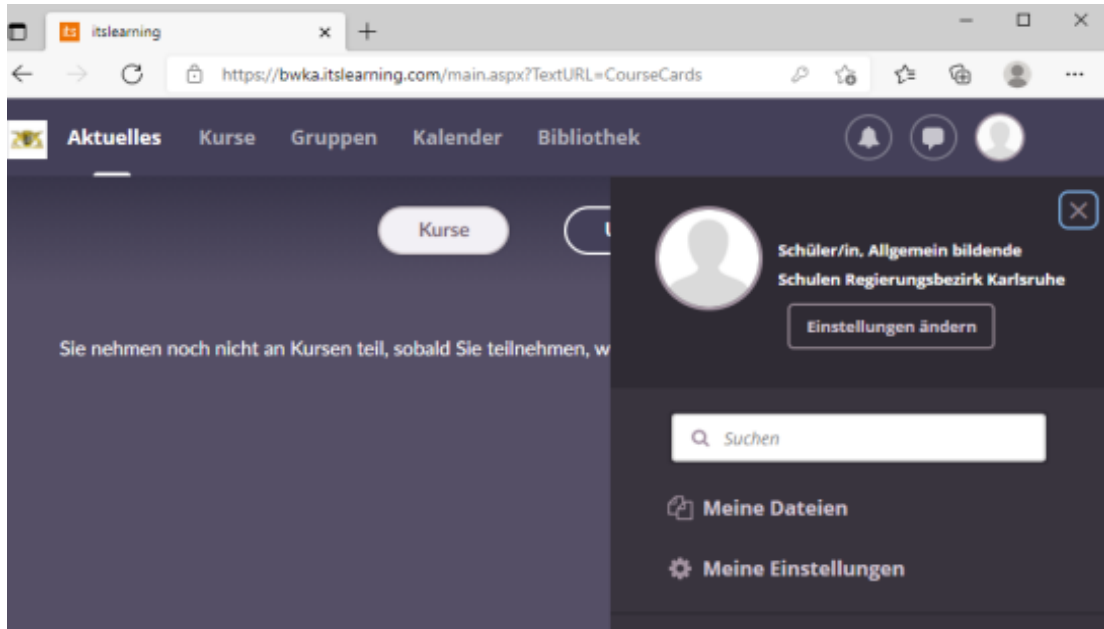 its itslearning
https://bwka.itslearning.com/main.aspx?TextURL=CourseCards
Aktuelles Kurse Gruppen Kalender Bibliothek
Kurse
Schüler/in, Allgemein bildende
Schulen Regierungsbezirk Karlsruhe
Einstellungen ändern
Sie nehmen noch nicht an Kursen teil, sobald Sie teilnehmen, w
Suchen
Meine Dateien
Meine Einstellungen